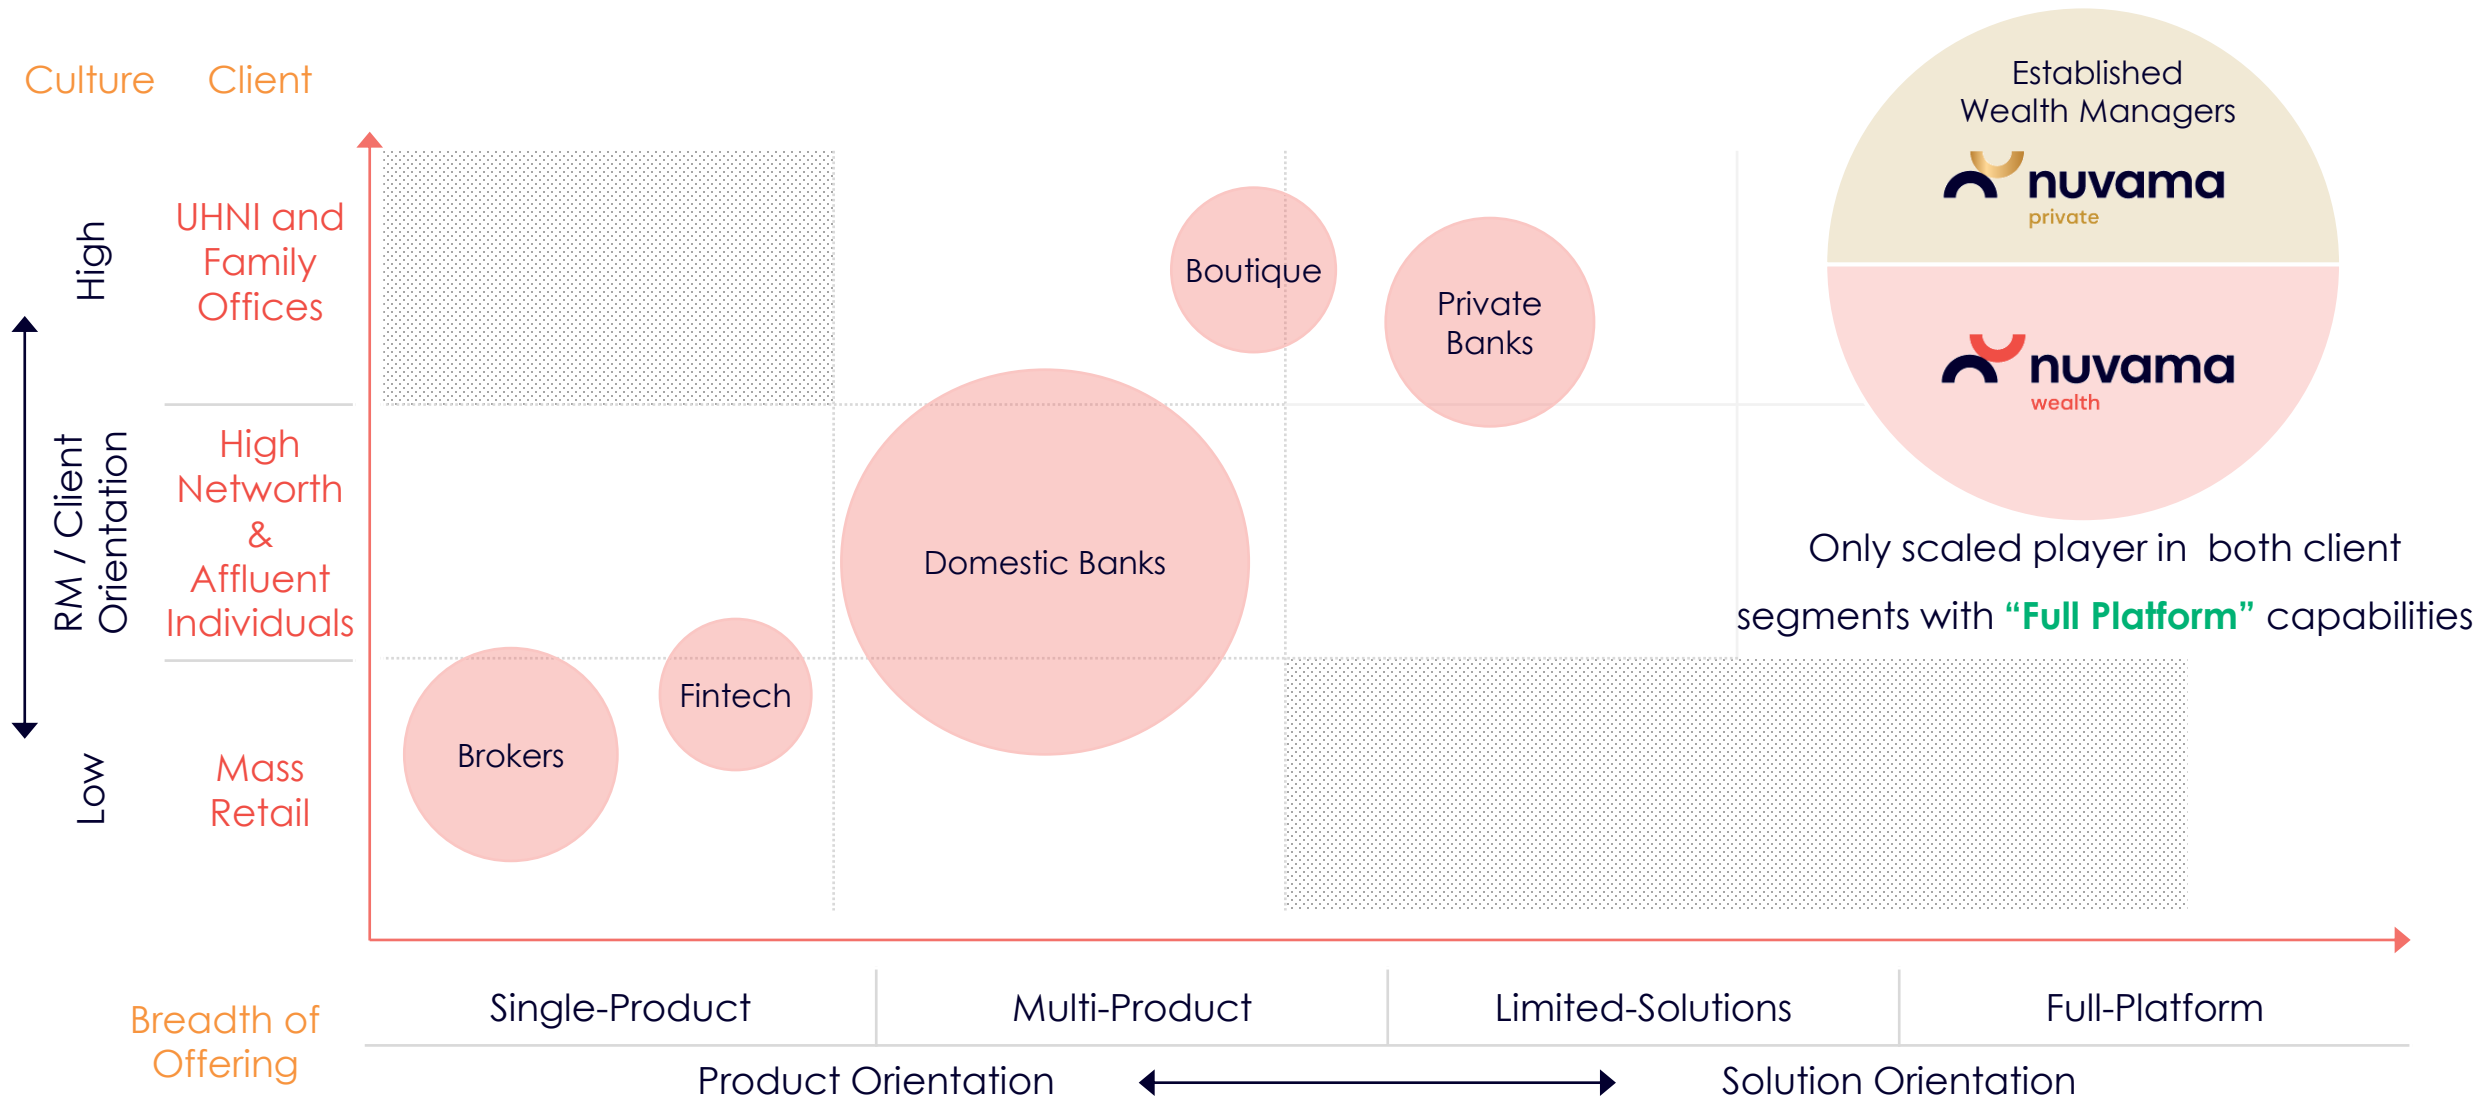 Culture
Client
Established
Wealth Managers
nuvama
private
nuvama
wealth
Only scaled player in both client
segments with “Full Platform” capabilities
High
RM / Client
Orientation
Low
UHNI and
Family
Offices
High
Networth
&
Affluent
Individuals
Mass
Retail
Boutique
Private
Banks
Domestic Banks
Fintech
Brokers
Breadth of
Offering
Single-Product
Multi-Product
Limited-Solutions
Full-Platform
Product Orientation
Solution Orientation